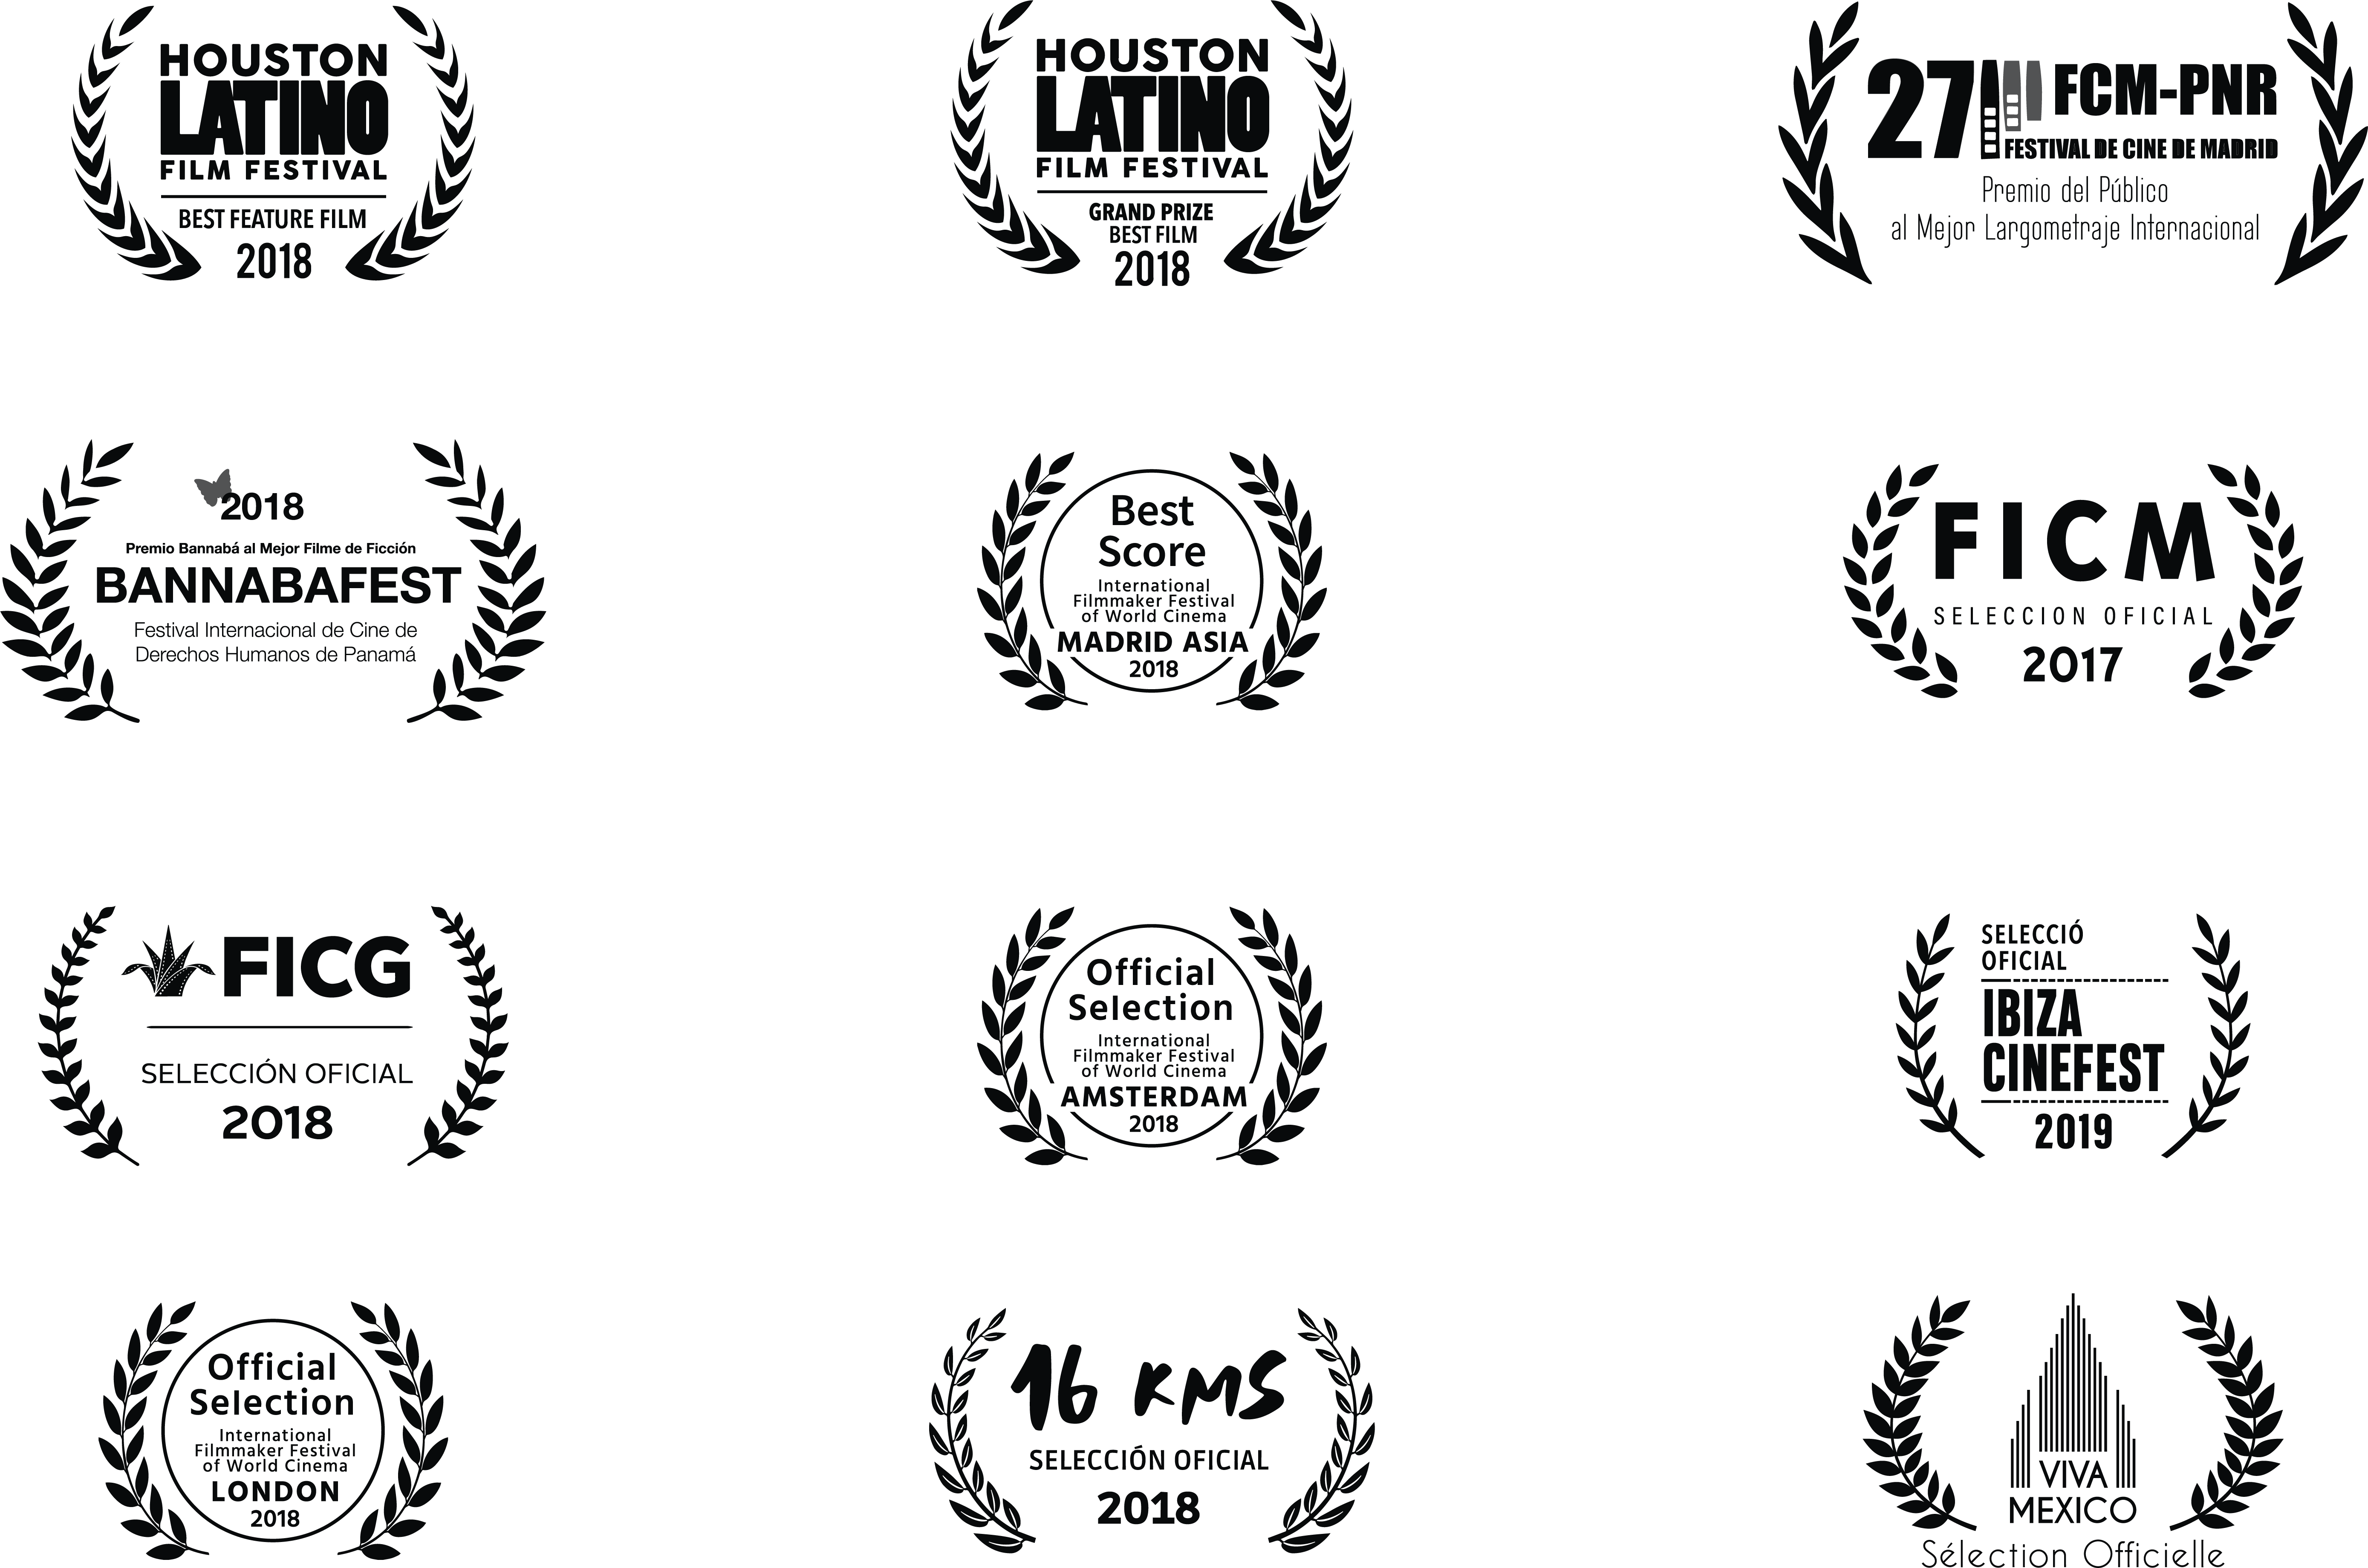 HOUSTON
LATINO
FILM FESTIVAL
BEST FEATURE FILM
2018
HOUSTON
LATINO
FILM FESTIVAL
GRAND PRIZE
BEST FILM
2018
27 FCM-PNR
FESTIVAL DE CINE DE MADRID
Premio del Público
al Mejor Largometraje Internacional
2018
Premio Bannabá al Mejor Filme de Ficción
BANNABAFEST
Festival Internacional de Cine de
Derechos Humanos de Panamá
Best
Score
International
Filmmaker Festival
of World Cinema
MADRID ASIA
2018
FICM
SELECCION OFICIAL
2017
FICG
SELECCIÓN OFICIAL
2018
Official
Selection
International
Filmmaker Festival
of World Cinema
AMSTERDAM
2018
SELECCIÓ
OFICIAL
IBIZA
CINEFEST
2019
Official
Selection
International
Filmmaker Festival
of World Cinema
LONDON
2018
16 KMS
SELECCIÓN OFICIAL
2018
VIVA
MEXICO
Sélection Officielle